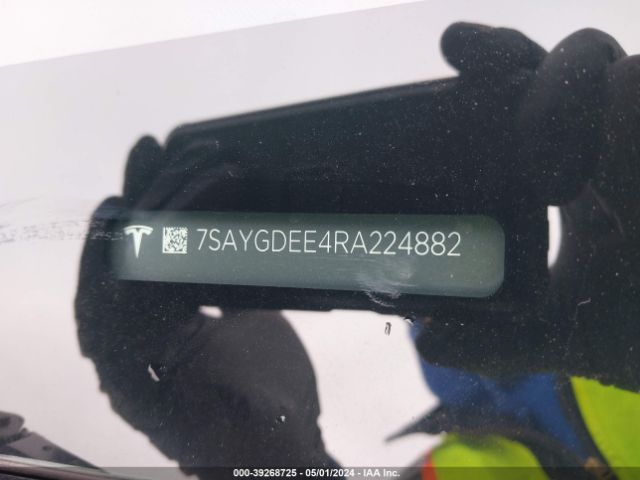 7SAYGDEE4RA224882
000-39268725 - 05/01/2024 - IAA Inc.